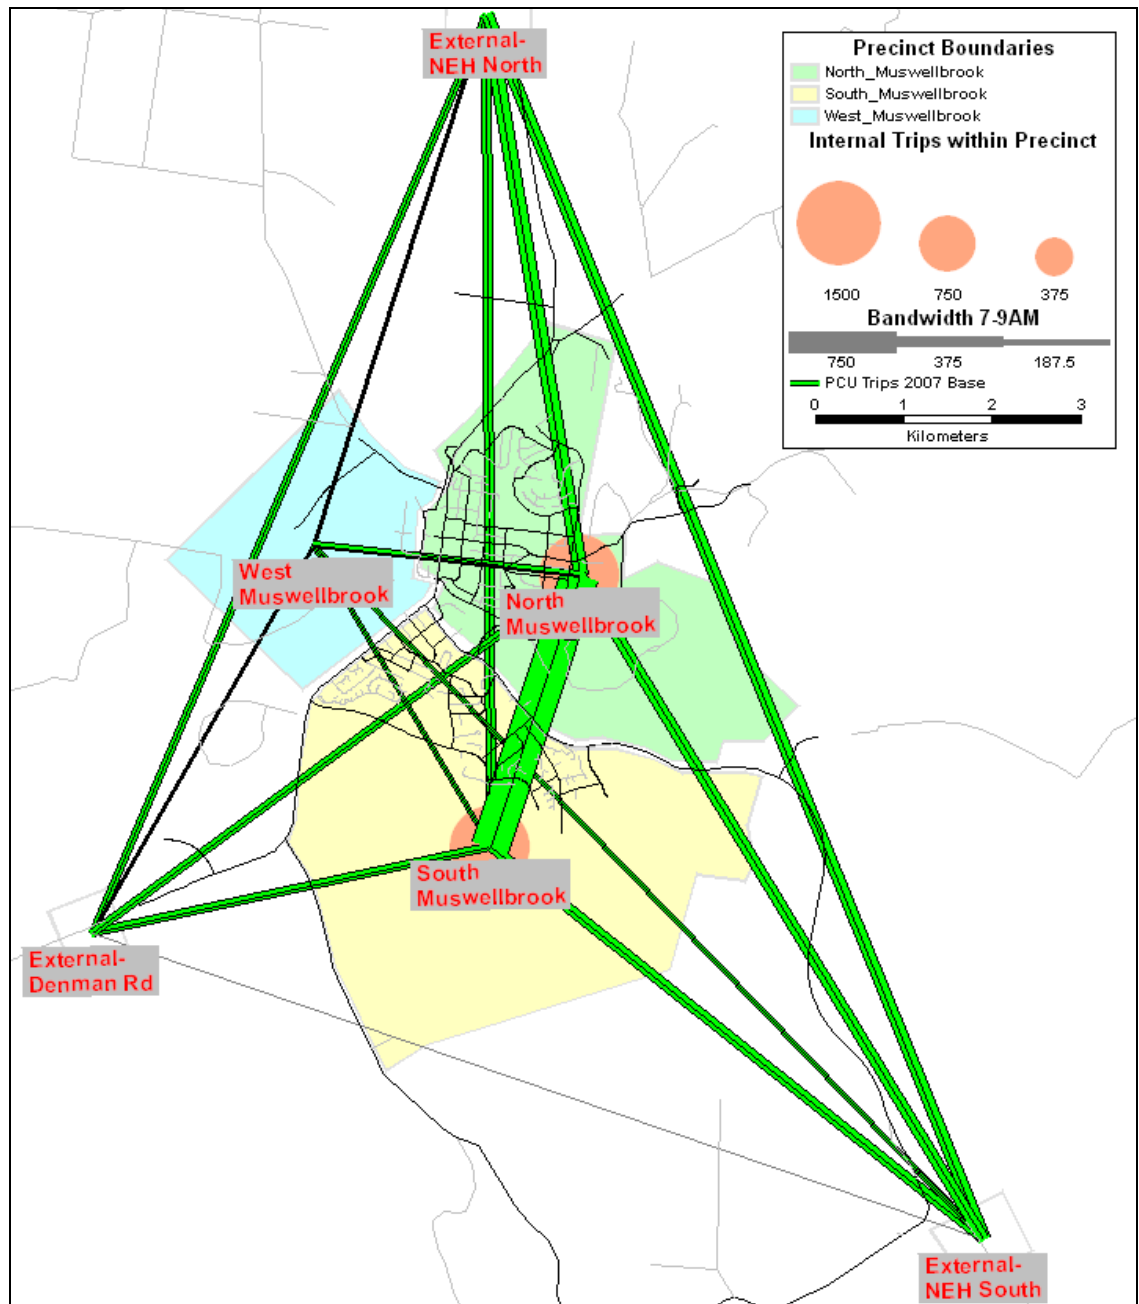 External-
NEH North
Precinct Boundaries
North_Muswellbrook
South_Muswellbrook
West_Muswellbrook
Internal Trips within Precinct
1500 750 375
Bandwidth 7-9AM
750 375 187.5
PCU Trips 2007 Base
0 1 2 3
Kilometers
West
Muswellbrook
North
Muswellbrook
South
Muswellbrook
External-
Denman Rd
External-
NEH South